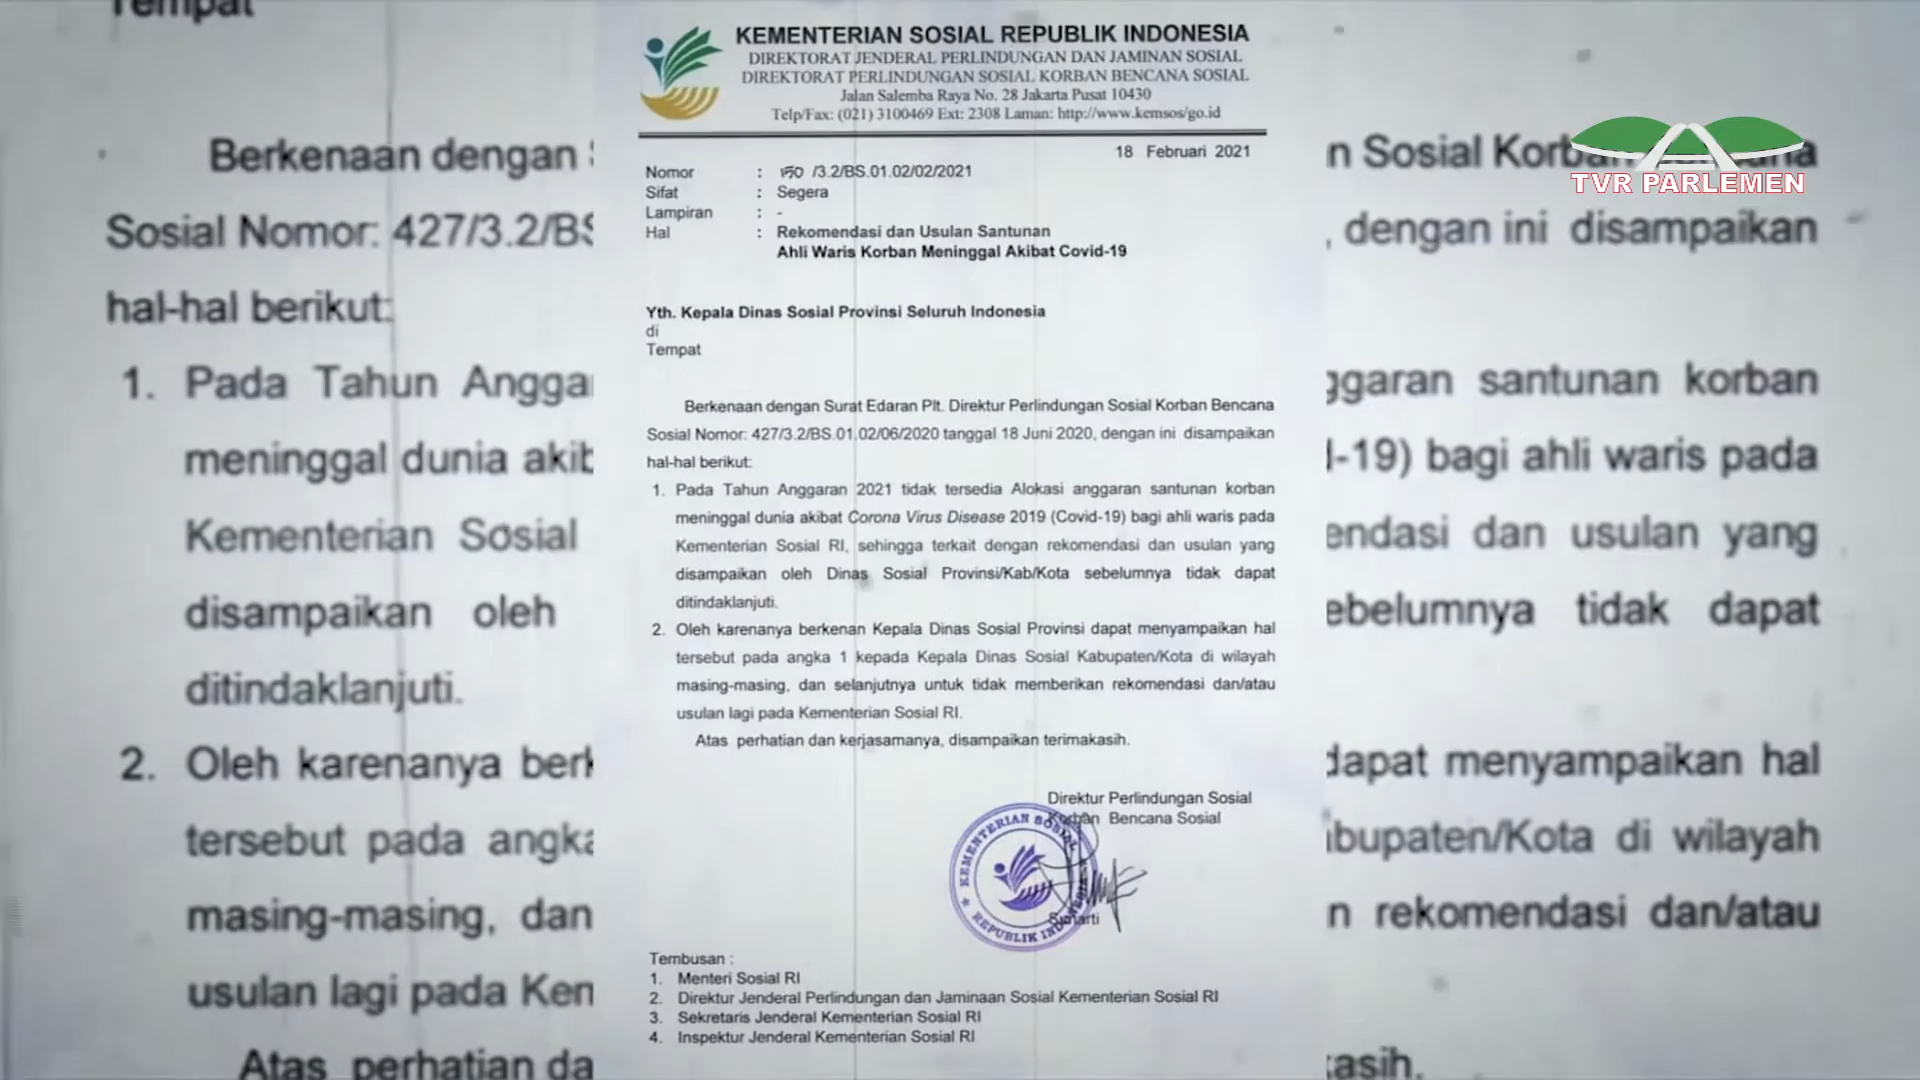 KEMENTERIAN SOSIAL REPUBLIK INDONESIA
DIREKTORAT JENDERAL PERLINDUNGAN DAN JAMINAN SOSIAL
DIREKTORAT PERLINDUNGAN SOSIAL KORBAN BENCANA SOSIAL
Jalan Salemba Raya No. 28 Jakarta Pusat 10430
Telp/Fax: (021) 3100469 Ext: 2308 Laman: http://www.kemsos/go.id
18 Februari 2021
Nomor : 150 /3.2/BS.01.02/02/2021
Sifat : Segera
Lampiran : -
Hal : Rekomendasi dan Usulan Santunan
Ahli Waris Korban Meninggal Akibat Covid-19
Yth. Kepala Dinas Sosial Provinsi Seluruh Indonesia
di
Tempat
Berkenaan dengan Surat Edaran Plt. Direktur Perlindungan Sosial Korban Bencana
Sosial Nomor: 427/3.2/BS.01.02/06/2020 tanggal 18 Juni 2020, dengan ini disampaikan
hal-hal berikut:
1. Pada Tahun Anggaran 2021 tidak tersedia Alokasi anggaran santunan korban
meninggal dunia akibat Corona Virus Disease 2019 (Covid-19) bagi ahli waris pada
Kementerian Sosial RI, sehingga terkait dengan rekomendasi dan usulan yang
disampaikan oleh Dinas Sosial Provinsi/Kab/Kota sebelumnya tidak dapat
ditindaklanjuti.
2. Oleh karenanya berkenan Kepala Dinas Sosial Provinsi dapat menyampaikan hal
tersebut pada angka 1 kepada Kepala Dinas Sosial Kabupaten/Kota di wilayah
masing-masing, dan selanjutnya untuk tidak memberikan rekomendasi dan/atau
usulan lagi pada Kementerian Sosial RI.
Atas perhatian dan kerjasamanya, disampaikan terimakasih.
Direktur Perlindungan Sosial
Korban Bencana Sosial
KEMENTERIAN SOSIAL
REPUBLIK INDONESIA
Sunarti
Tembusan :
1. Menteri Sosial RI
2. Direktur Jenderal Perlindungan dan Jaminaan Sosial Kementerian Sosial RI
3. Sekretaris Jenderal Kementerian Sosial RI
4. Inspektur Jenderal Kementerian Sosial RI
TVR PARLEMEN
Tempat
Berkenaan dengan
n Sosial Korb
Sosial Nomor: 427/3.2/BS
, dengan ini disampaikan
hal-hal berikut:
1. Pada Tahun Anggar
ggaran santunan korban
meninggal dunia akib
-19) bagi ahli waris pada
Kementerian Sosial
endasi dan usulan yang
disampaikan oleh
ebelumnya tidak dapat
ditindaklanjuti.
2. Oleh karenanya berk
dapat menyampaikan hal
tersebut pada angka
abupaten/Kota di wilayah
masing-masing, dan
n rekomendasi dan/atau
usulan lagi pada Kem
Atas perhatian da
kasih.